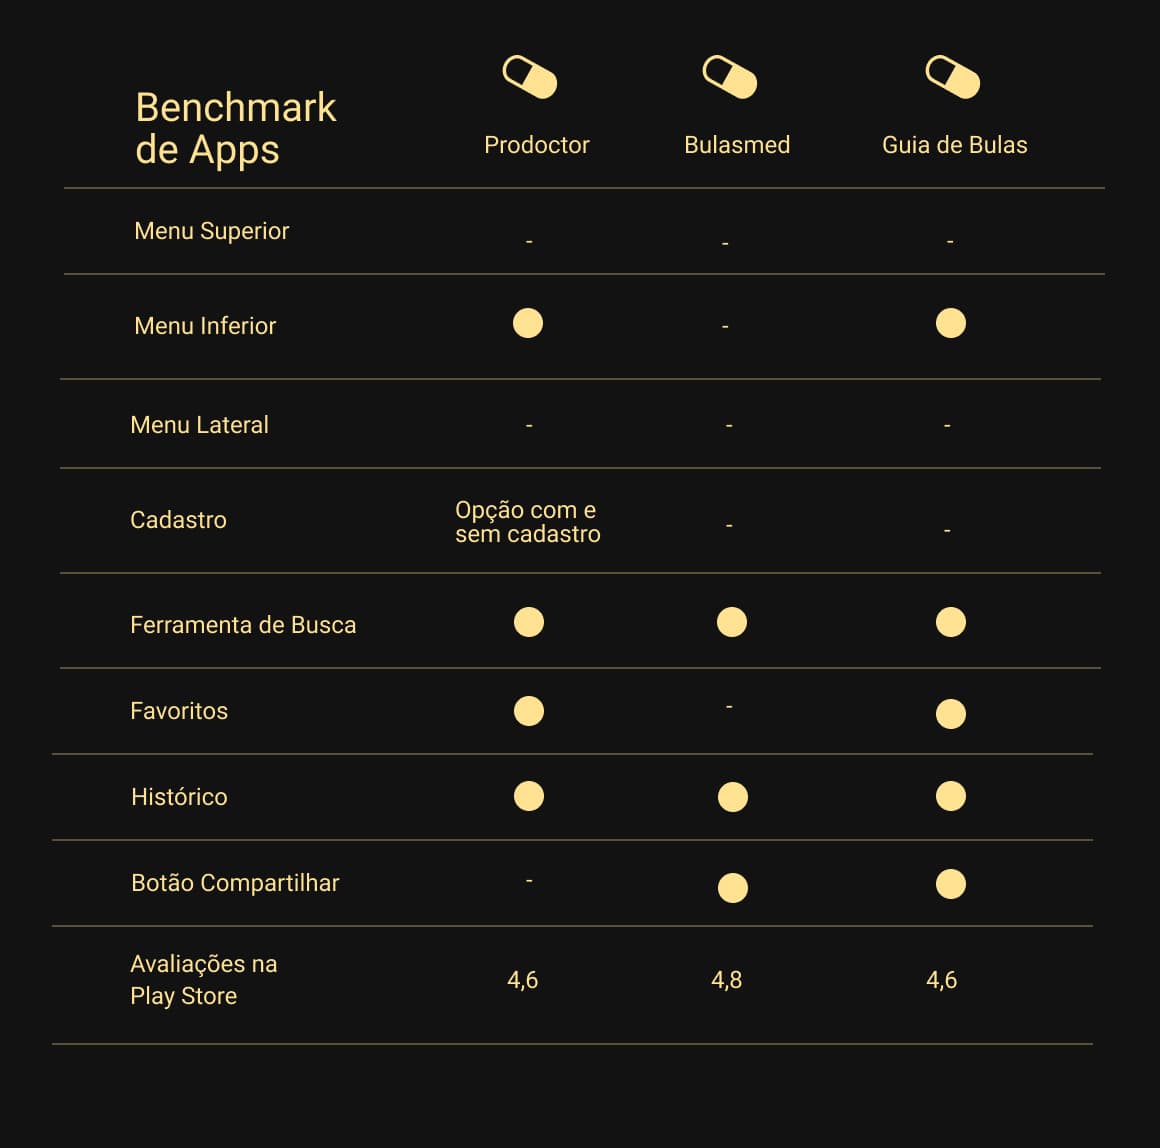 Benchmark
de Apps
Prodoctor
Bulasmed
Guia de Bulas
Menu Superior
-
-
-
Menu Inferior
-
Menu Lateral
-
-
-
Cadastro
Opção com e
sem cadastro
-
-
Ferramenta de Busca
Favoritos
-
Histórico
Botão Compartilhar
-
Avaliações na
Play Store
4,6
4,8
4,6